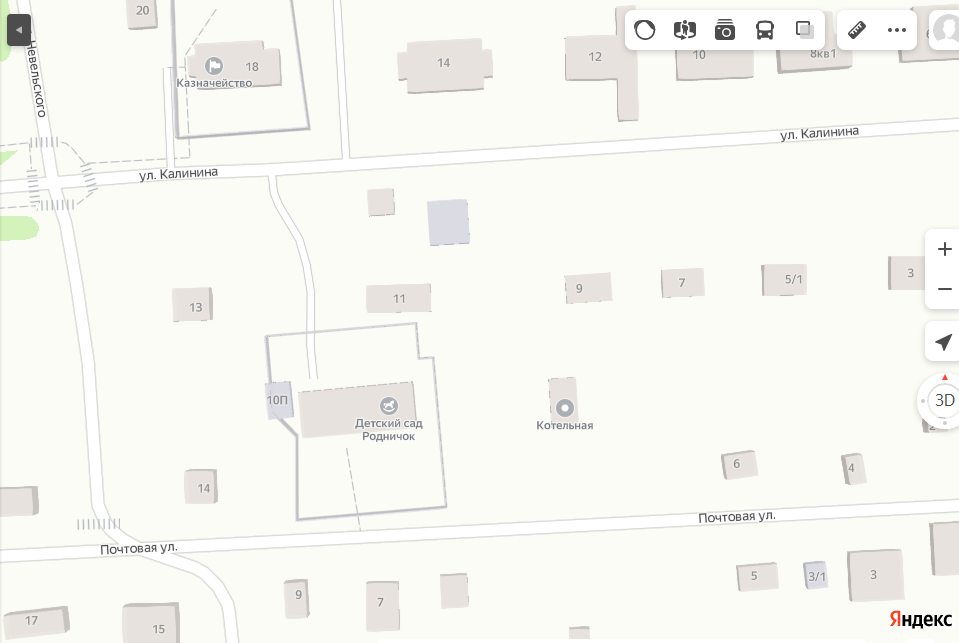 20
Невельского
18
Казначейство
14
12
10
8кв1
ул. Калинина
ул. Калинина
13
11
9
7
5/1
3
10П
Детский сад
Родничок
Котельная
3D
14
6
4
Почтовая ул.
Почтовая ул.
17
15
9
7
5
3/1
3
Яндекс